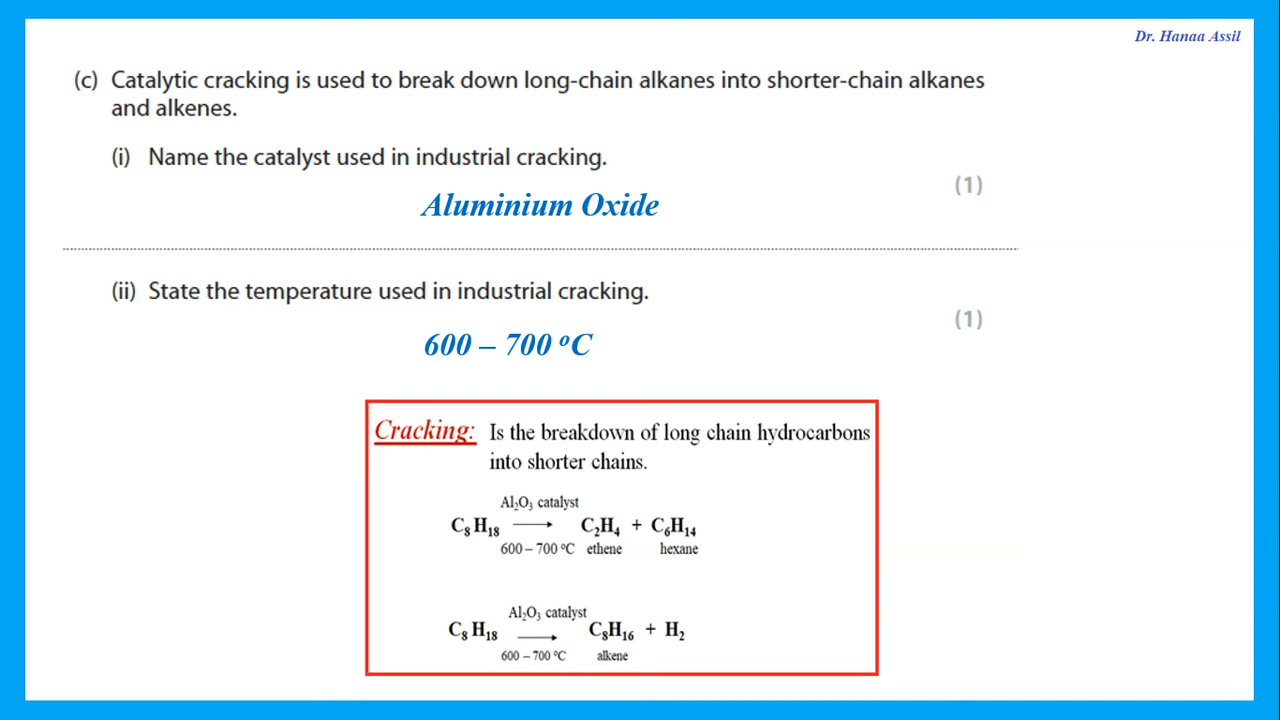 Dr. Hanaa Assil
(c) Catalytic cracking is used to break down long-chain alkanes into shorter-chain alkanes
and alkenes.
(i) Name the catalyst used in industrial cracking.
(1)
Aluminium Oxide
(ii) State the temperature used in industrial cracking.
(1)
600 – 700 ºC
Cracking: Is the breakdown of long chain hydrocarbons
into shorter chains.
Al₂O₃ catalyst
C₈H₁₈ → C₂H₄ + C₆H₁₄
600 – 700 ºC ethene hexane
Al₂O₃ catalyst
C₈H₁₈ → C₈H₁₆ + H₂
600 – 700 ºC alkene